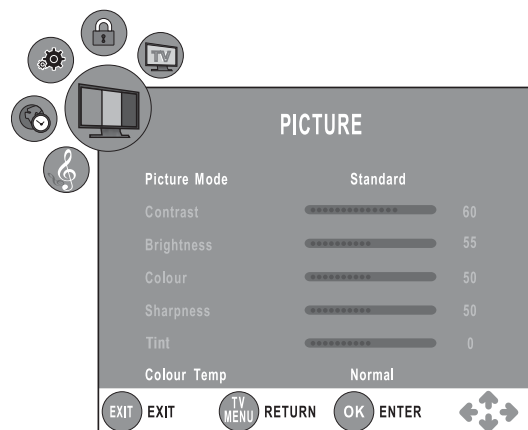 TV
PICTURE
Picture Mode Standard
Contrast 60
Brightness 55
Colour 50
Sharpness 50
Tint 0
Colour Temp Normal
EXIT EXIT TV MENU RETURN OK ENTER